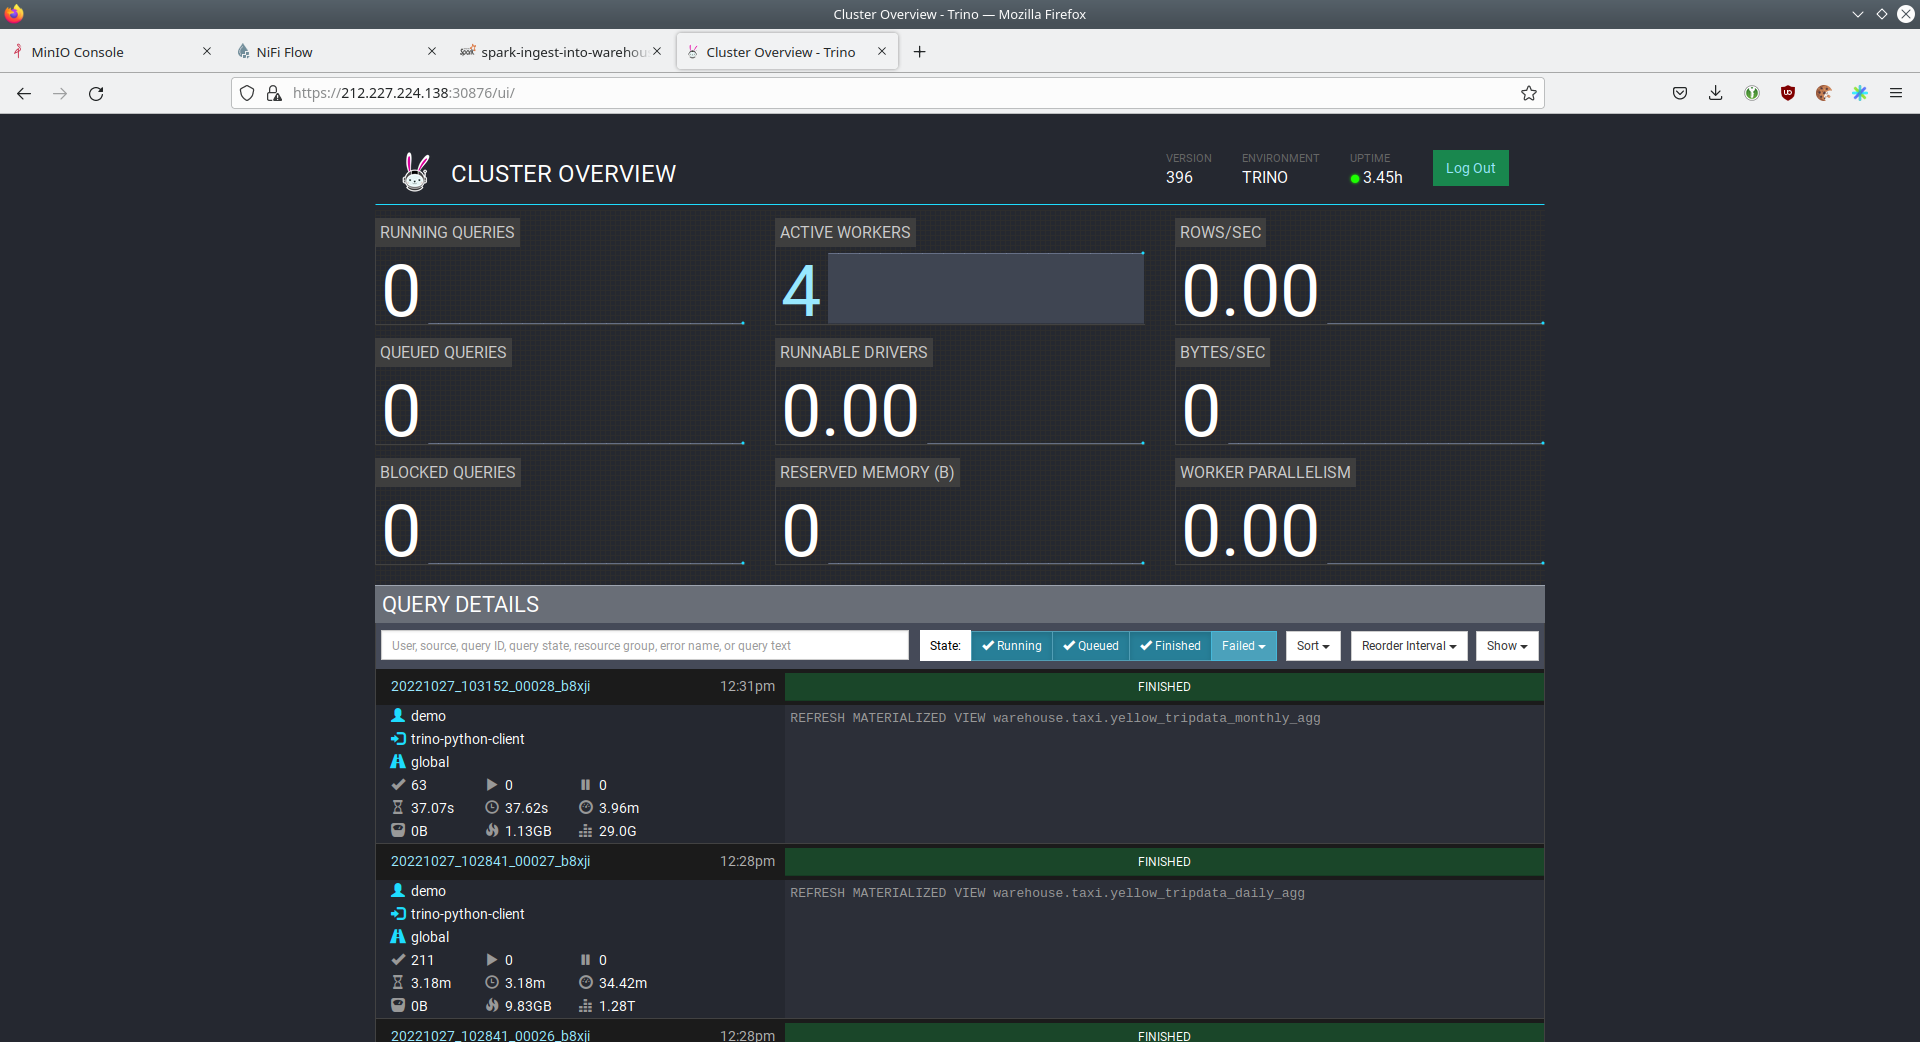 Cluster Overview - Trino — Mozilla Firefox
MinIO Console
NiFi Flow
spark-ingest-into-warehou
Cluster Overview - Trino
https://212.227.224.138:30876/ui/
CLUSTER OVERVIEW
VERSION
396
ENVIRONMENT
TRINO
UPTIME
3.45h
Log Out
RUNNING QUERIES
0
ACTIVE WORKERS
4
ROWS/SEC
0.00
QUEUED QUERIES
0
RUNNABLE DRIVERS
0.00
BYTES/SEC
0
BLOCKED QUERIES
0
RESERVED MEMORY (B)
0
WORKER PARALLELISM
0.00
QUERY DETAILS
User, source, query ID, query state, resource group, error name, or query text
State: Running Queued Finished Failed Sort Reorder Interval Show
20221027_103152_00028_b8xji 12:31pm FINISHED
demo
REFRESH MATERIALIZED VIEW warehouse.taxi.yellow_tripdata_monthly_agg
trino-python-client
global
63 0 0
37.07s 37.62s 3.96m
0B 1.13GB 29.0G
20221027_102841_00027_b8xji 12:28pm FINISHED
demo
REFRESH MATERIALIZED VIEW warehouse.taxi.yellow_tripdata_daily_agg
trino-python-client
global
211 0 0
3.18m 3.18m 34.42m
0B 9.83GB 1.28T
20221027_102841_00026_b8xji 12:28pm FINISHED